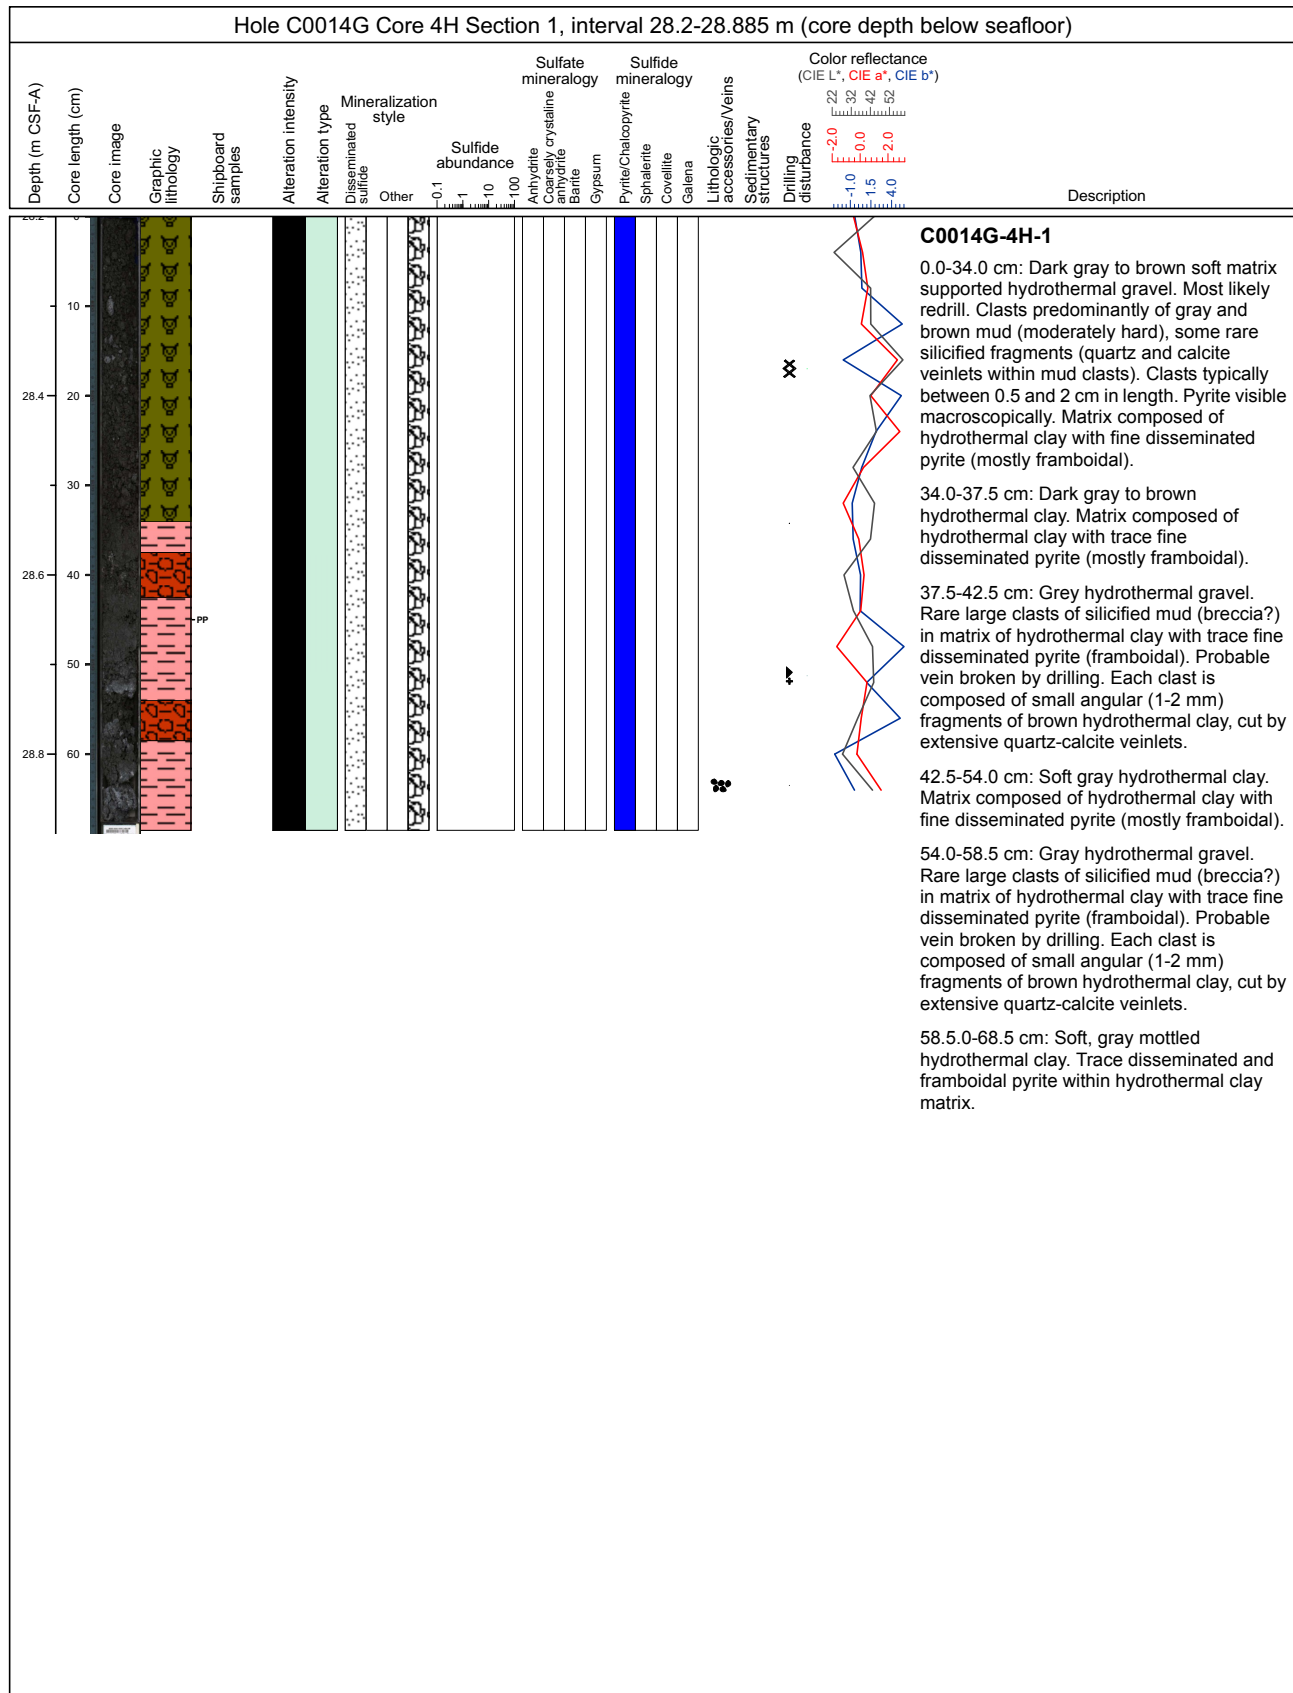 Hole C0014G Core 4H Section 1, interval 28.2-28.885 m (core depth below seafloor)
Depth (m CSF-A)
Core length (cm)
Core image
Graphic
lithology
Shipboard
samples
Alteration intensity
Alteration type
Mineralization
style
Disseminated
sulfide
Other
Sulfide
abundance
0.1
1
10
100
Sulfate
mineralogy
Anhydrite
Coarsely crystaline
anhydrite
Barite
Gypsum
Sulfide
mineralogy
Pyrite/Chalcopyrite
Sphalerite
Covellite
Galena
Lithologic
accessories/Veins
Sedimentary
structures
Drilling
disturbance
Color reflectance
(CIE L*, CIE a*, CIE b*)
22 32 42 52
-2.0 0.0 2.0
-1.0 1.5 4.0
Description
28.2
0
10
28.4
20
30
28.6
40
50
28.8
60
PP
C0014G-4H-1
0.0-34.0 cm: Dark gray to brown soft matrix
supported hydrothermal gravel. Most likely
redrill. Clasts predominantly of gray and
brown mud (moderately hard), some rare
silicified fragments (quartz and calcite
veinlets within mud clasts). Clasts typically
between 0.5 and 2 cm in length. Pyrite visible
macroscopically. Matrix composed of
hydrothermal clay with fine disseminated
pyrite (mostly framboidal).
34.0-37.5 cm: Dark gray to brown
hydrothermal clay. Matrix composed of
hydrothermal clay with trace fine
disseminated pyrite (mostly framboidal).
37.5-42.5 cm: Grey hydrothermal gravel.
Rare large clasts of silicified mud (breccia?)
in matrix of hydrothermal clay with trace fine
disseminated pyrite (framboidal). Probable
vein broken by drilling. Each clast is
composed of small angular (1-2 mm)
fragments of brown hydrothermal clay, cut by
extensive quartz-calcite veinlets.
42.5-54.0 cm: Soft gray hydrothermal clay.
Matrix composed of hydrothermal clay with
fine disseminated pyrite (mostly framboidal).
54.0-58.5 cm: Gray hydrothermal gravel.
Rare large clasts of silicified mud (breccia?)
in matrix of hydrothermal clay with trace fine
disseminated pyrite (framboidal). Probable
vein broken by drilling. Each clast is
composed of small angular (1-2 mm)
fragments of brown hydrothermal clay, cut by
extensive quartz-calcite veinlets.
58.5.0-68.5 cm: Soft, gray mottled
hydrothermal clay. Trace disseminated and
framboidal pyrite within hydrothermal clay
matrix.